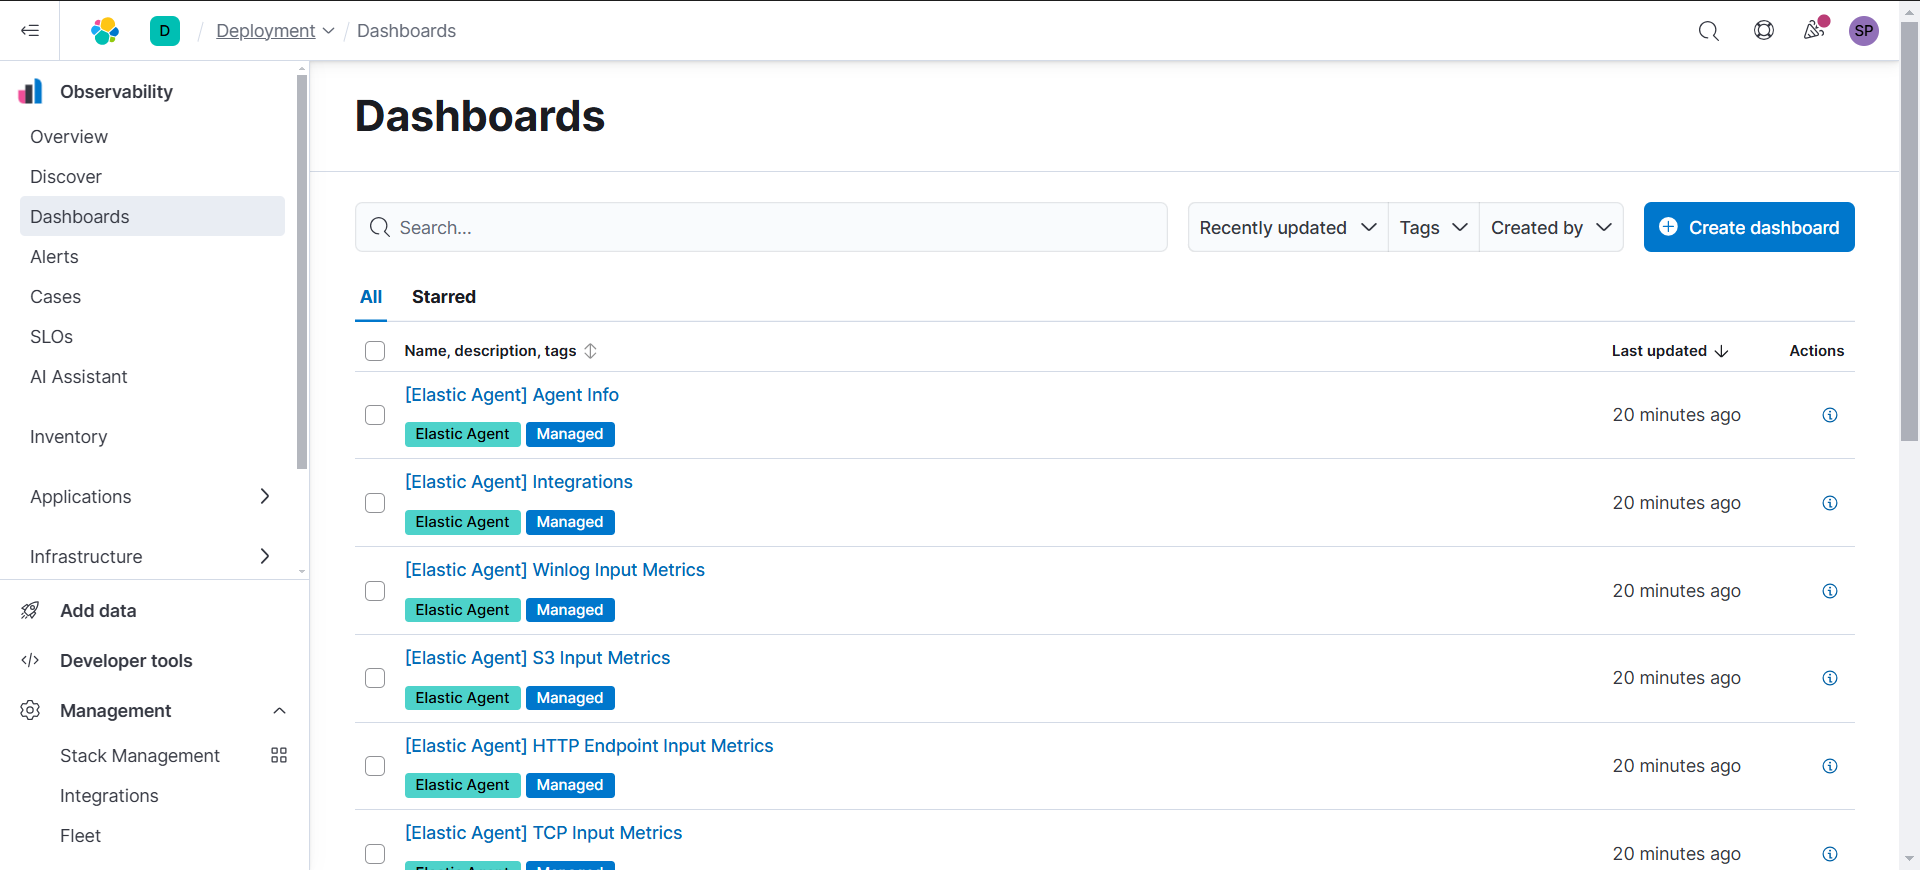 D / Deployment / Dashboards SP
Observability
Overview
Discover
Dashboards
Alerts
Cases
SLOs
AI Assistant
Inventory
Applications
Infrastructure
Add data
Developer tools
Management
Stack Management
Integrations
Fleet
Dashboards
Search... Recently updated Tags Created by Create dashboard
All Starred
Name, description, tags Last updated Actions
[Elastic Agent] Agent Info
Elastic Agent Managed 20 minutes ago
[Elastic Agent] Integrations
Elastic Agent Managed 20 minutes ago
[Elastic Agent] Winlog Input Metrics
Elastic Agent Managed 20 minutes ago
[Elastic Agent] S3 Input Metrics
Elastic Agent Managed 20 minutes ago
[Elastic Agent] HTTP Endpoint Input Metrics
Elastic Agent Managed 20 minutes ago
[Elastic Agent] TCP Input Metrics
20 minutes ago
Elastic Agent Managed